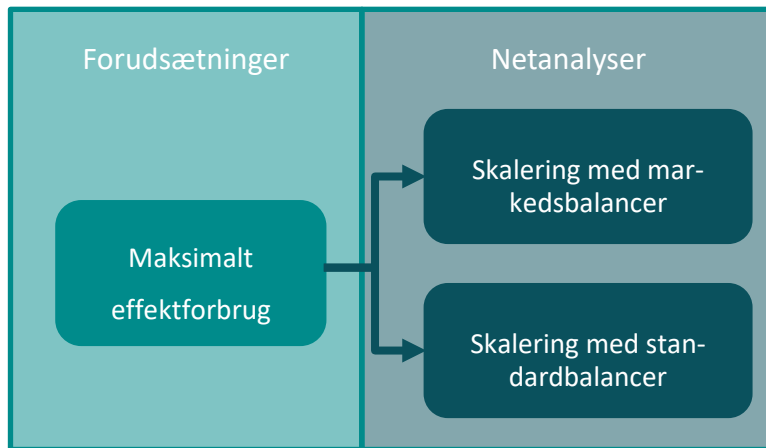 Forudsætninger
Maksimalt
effektforbrug
Netanalyser
Skalering med mar-
kedsbalancer
Skalering med stan-
dardbalancer